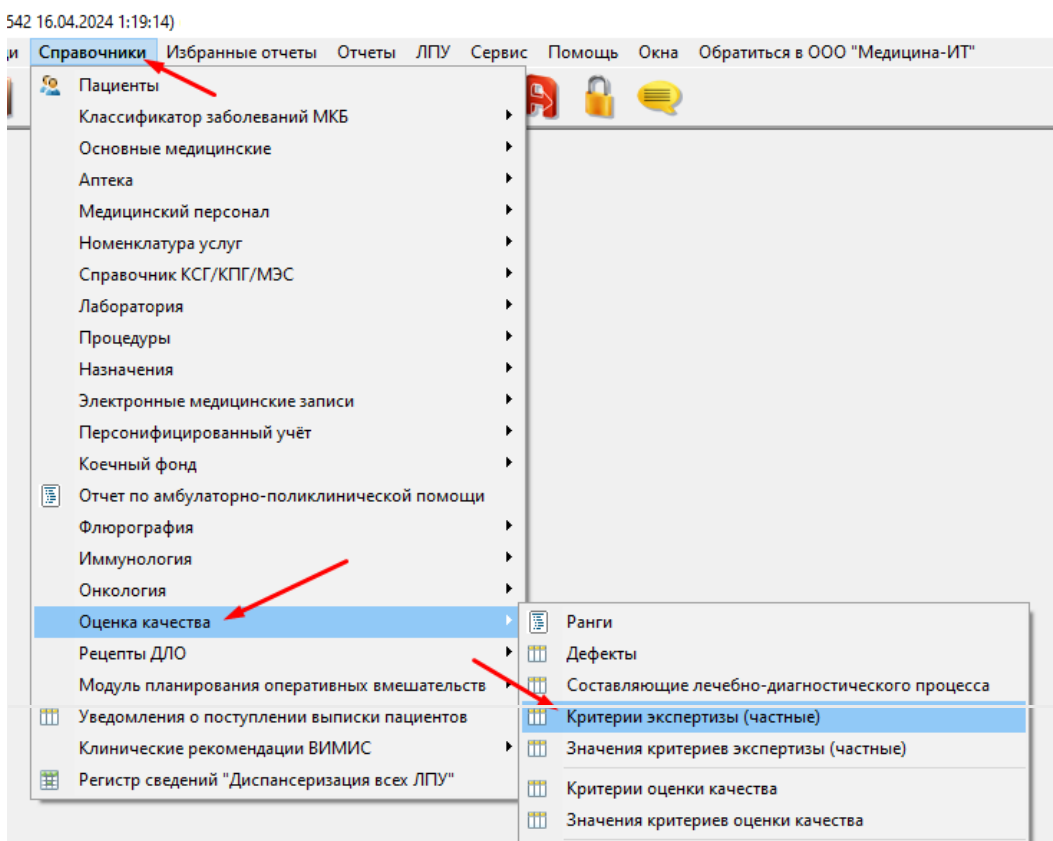 542 16.04.2024 1:19:14)
ди Справочники Избранные отчеты Отчеты ЛПУ Сервис Помощь Окна Обратиться в ООО "Медицина-ИТ"
Пациенты
Классификатор заболеваний МКБ
Основные медицинские
Аптека
Медицинский персонал
Номенклатура услуг
Справочник КСГ/КПГ/МЭС
Лаборатория
Процедуры
Назначения
Электронные медицинские записи
Персонифицированный учёт
Коечный фонд
Отчет по амбулаторно-поликлинической помощи
Флюрография
Иммунология
Онкология
Оценка качества
Рецепты ДЛО
Модуль планирования оперативных вмешательств
Уведомления о поступлении выписки пациентов
Клинические рекомендации ВИМИС
Регистр сведений "Диспансеризация всех ЛПУ"
Ранги
Дефекты
Составляющие лечебно-диагностического процесса
Критерии экспертизы (частные)
Значения критериев экспертизы (частные)
Критерии оценки качества
Значения критериев оценки качества